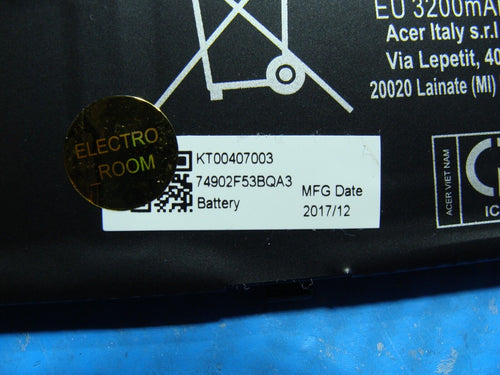 EU 3200mA
Acer Italy s.r.l
Via Lepetit, 40
20020 Lainate (MI)
ELECTRO
ROOM
KT00407003
74902F53BQA3
Battery
MFG Date
2017/12
ACER VIET NAM
IC